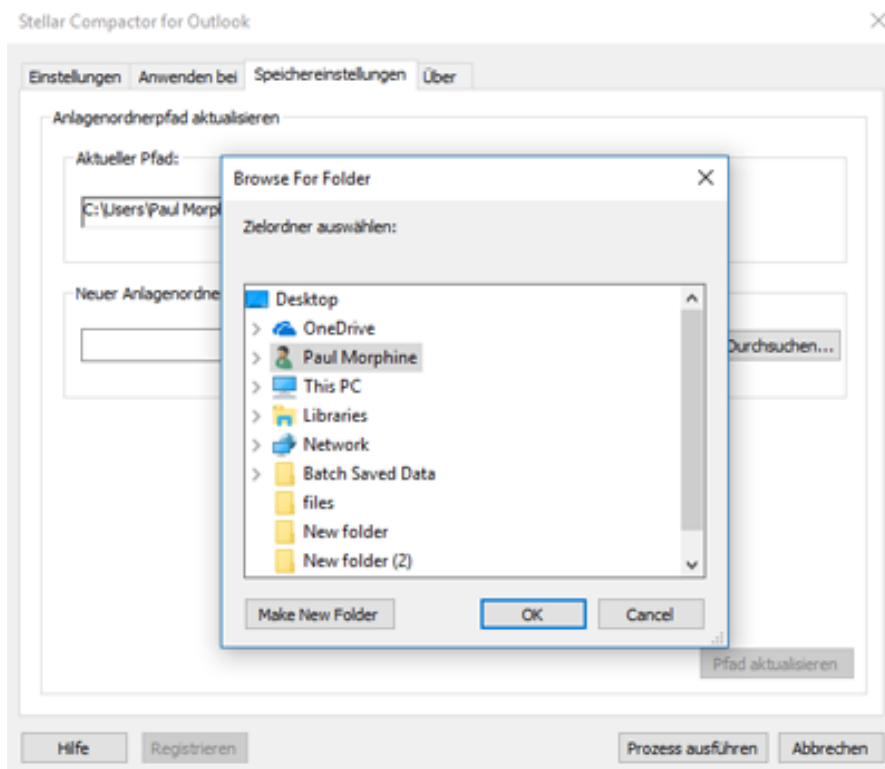 Stellar Compactor for Outlook
Einstellungen Anwenden bei Speichereinstellungen Über
Anlagenordnerpfad aktualisieren
Aktueller Pfad:
C:\Users\Paul Morph
Neuer Anlagenordne
Durchsuchen...
Browse For Folder
Zielordner auswählen:
Desktop
OneDrive
Paul Morphine
This PC
Libraries
Network
Batch Saved Data
files
New folder
New folder (2)
Make New Folder OK Cancel
Pfad aktualisieren
Hilfe Registrieren Prozess ausführen Abbrechen